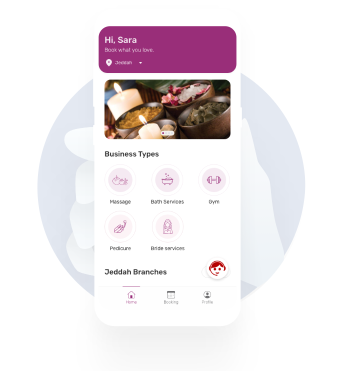 Hi, Sara
Book what you love.
Jeddah
Business Types
Massage
Bath Services
Gym
Pedicure
Bride services
Jeddah Branches
Home
Booking
Profile